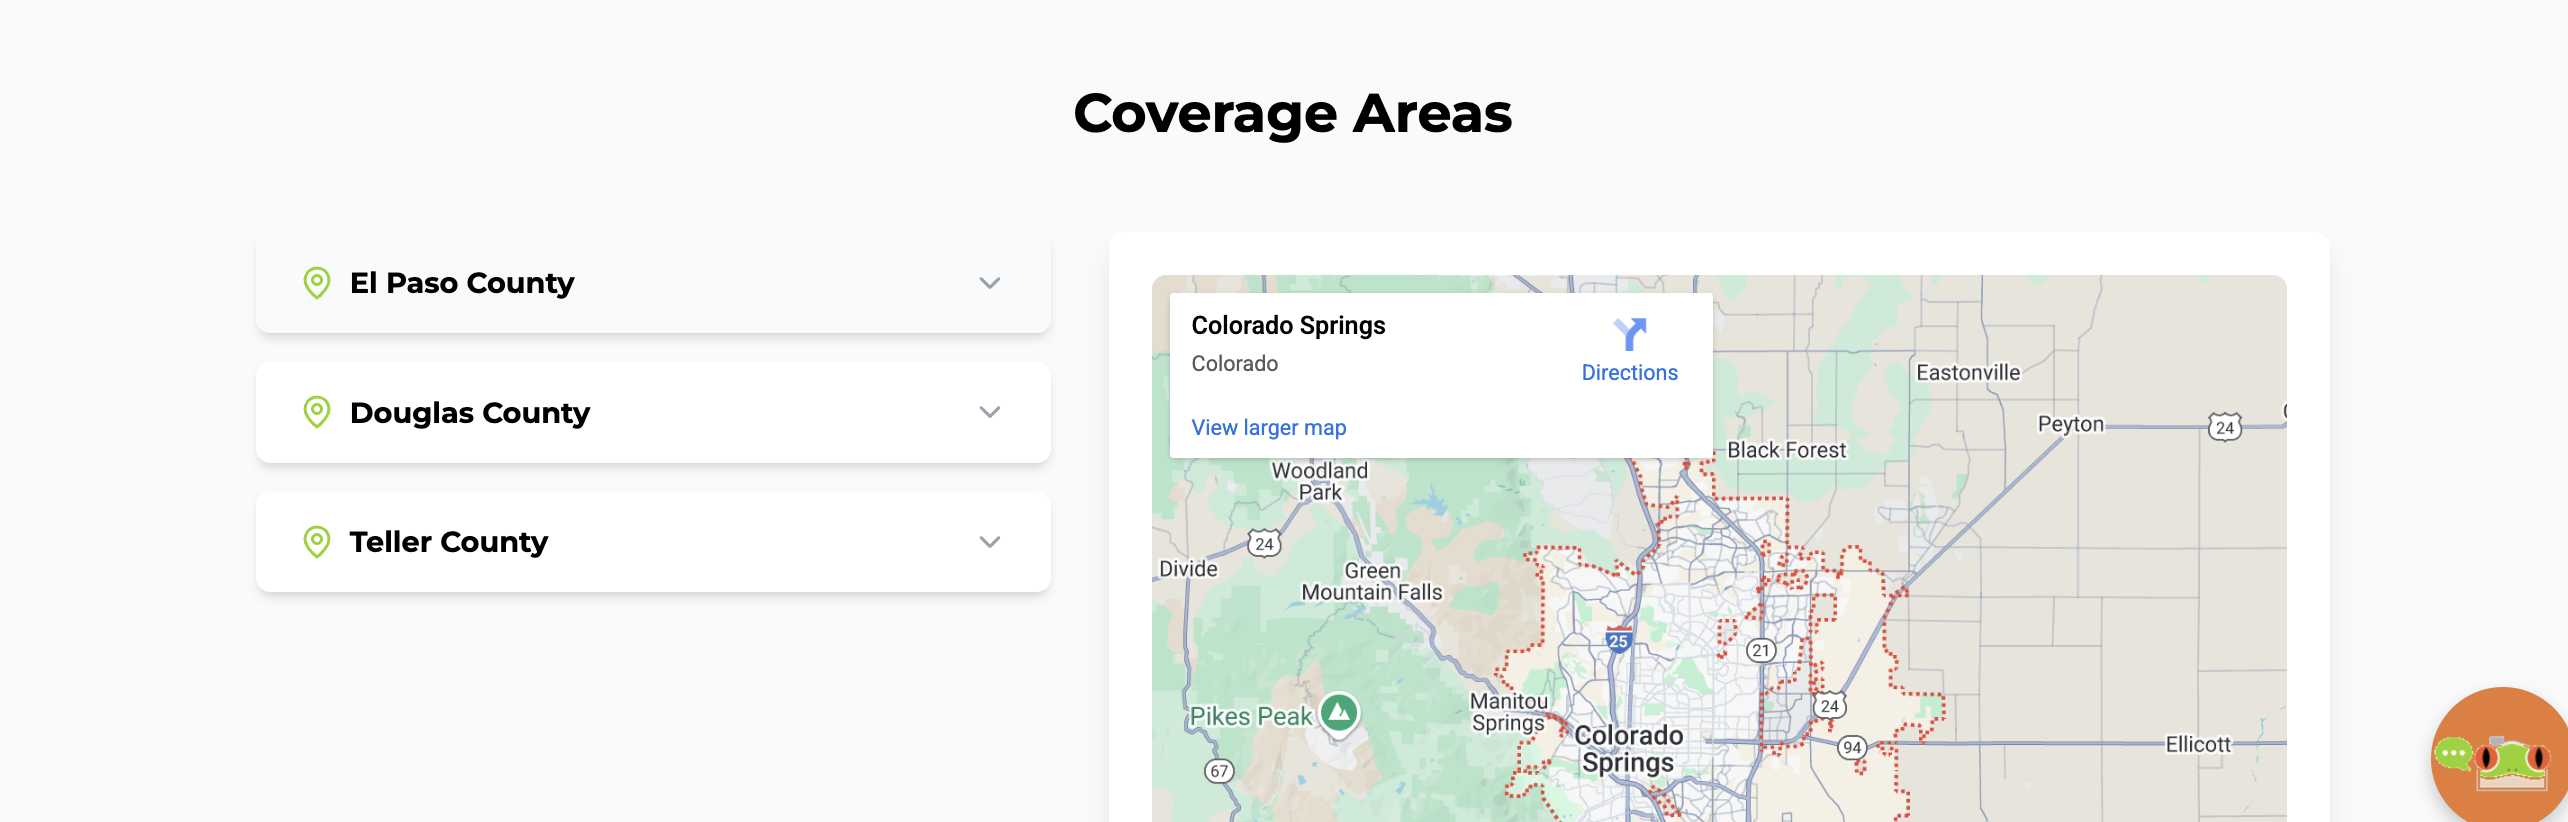 Coverage Areas
El Paso County
Douglas County
Teller County
Colorado Springs
Colorado
Directions
View larger map
Eastonville
Peyton
24
Black Forest
Woodland
Park
24
Divide
Green
Mountain Falls
25
21
Manitou
Springs
Pikes Peak
24
Colorado
Springs
94
Ellicott
67